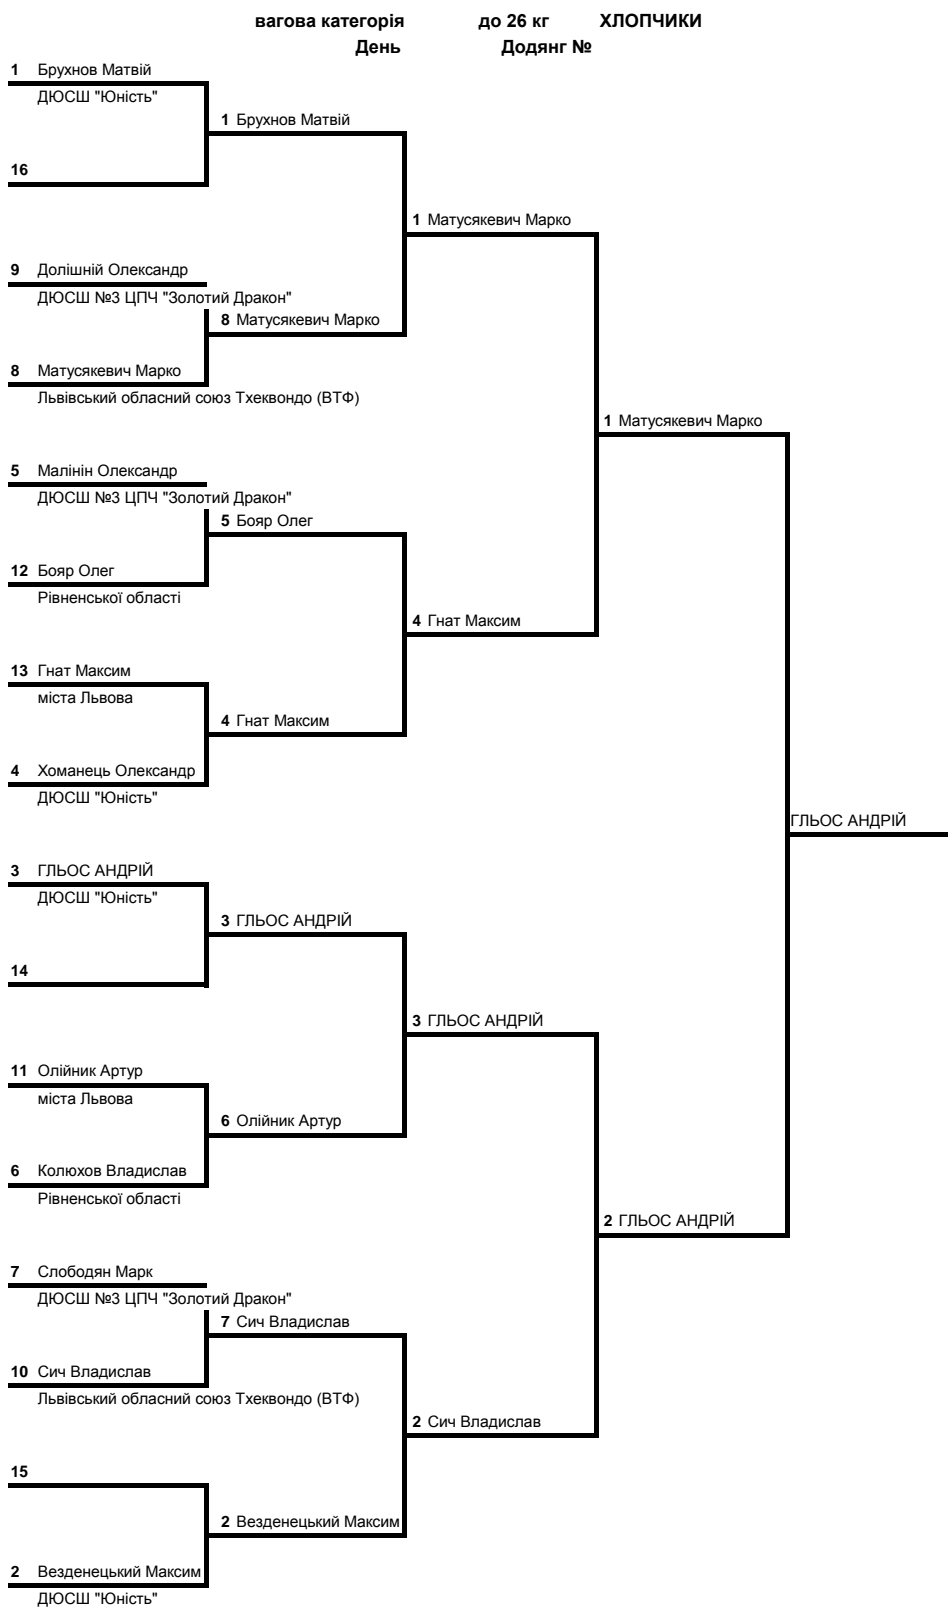 вагова категорія до 26 кг ХЛОПЧИКИ
День Додянг №
1 Брухнов Матвій
ДЮСШ "Юність"
1 Брухнов Матвій
16
1 Матусякевич Марко
9 Долішній Олександр
ДЮСШ №3 ЦПЧ "Золотий Дракон"
8 Матусякевич Марко
8 Матусякевич Марко
Львівський обласний союз Тхеквондо (ВТФ)
1 Матусякевич Марко
5 Малінін Олександр
ДЮСШ №3 ЦПЧ "Золотий Дракон"
5 Бояр Олег
12 Бояр Олег
Рівненської області
4 Гнат Максим
13 Гнат Максим
міста Львова
4 Гнат Максим
4 Хоманець Олександр
ДЮСШ "Юність"
ГЛЬОС АНДРІЙ
3 ГЛЬОС АНДРІЙ
ДЮСШ "Юність"
3 ГЛЬОС АНДРІЙ
14
3 ГЛЬОС АНДРІЙ
11 Олійник Артур
міста Львова
6 Олійник Артур
6 Колюхов Владислав
Рівненської області
2 ГЛЬОС АНДРІЙ
7 Слободян Марк
ДЮСШ №3 ЦПЧ "Золотий Дракон"
7 Сич Владислав
10 Сич Владислав
Львівський обласний союз Тхеквондо (ВТФ)
2 Сич Владислав
15
2 Везденецький Максим
2 Везденецький Максим
ДЮСШ "Юність"